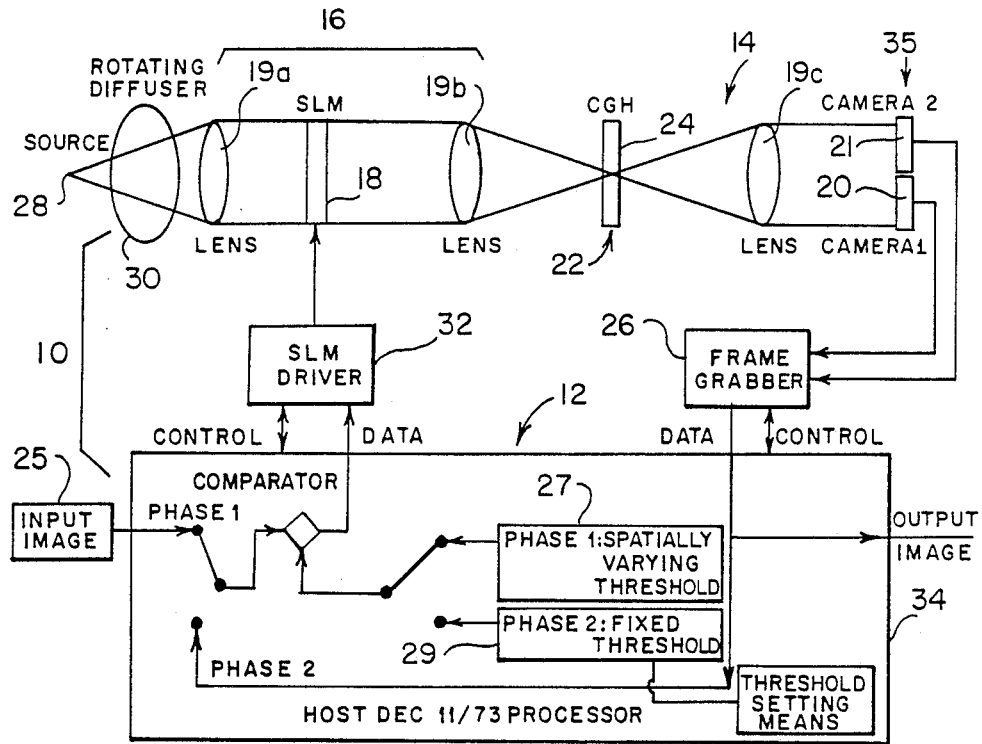 16
14
35
ROTATING
DIFFUSER
19a
SLM
19b
CGH
19c
CAMERA 2
SOURCE
24
21
28
18
20
30
LENS
LENS
22
LENS
CAMERA1
10
SLM
DRIVER
32
26
FRAME
GRABBER
12
CONTROL
DATA
DATA
CONTROL
25
COMPARATOR
27
INPUT
IMAGE
PHASE 1
PHASE 1:SPATIALLY
VARYING
THRESHOLD
OUTPUT
IMAGE
PHASE 2:FIXED
THRESHOLD
34
29
PHASE 2
THRESHOLD
SETTING
MEANS
HOST DEC 11/73 PROCESSOR